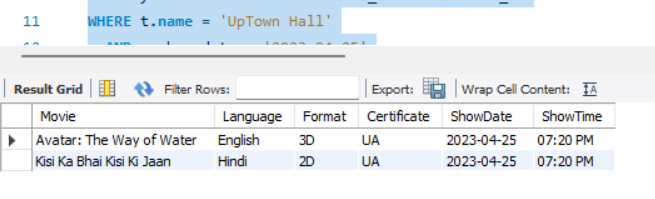 11 WHERE t.name = 'UpTown Hall'
Result Grid Filter Rows: Export: Wrap Cell Content: IA
Movie Language Format Certificate ShowDate ShowTime
Avatar: The Way of Water English 3D UA 2023-04-25 07:20 PM
Kisi Ka Bhai Kisi Ki Jaan Hindi 2D UA 2023-04-25 07:20 PM